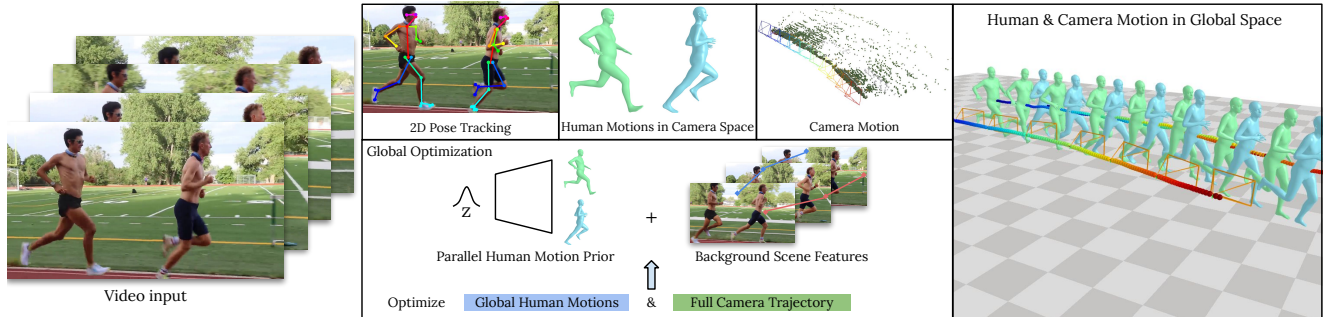 Video input
2D Pose Tracking
Human Motions in Camera Space
Camera Motion
Global Optimization
Z
+
Parallel Human Motion Prior
Background Scene Features
Optimize Global Human Motions & Full Camera Trajectory
Human & Camera Motion in Global Space